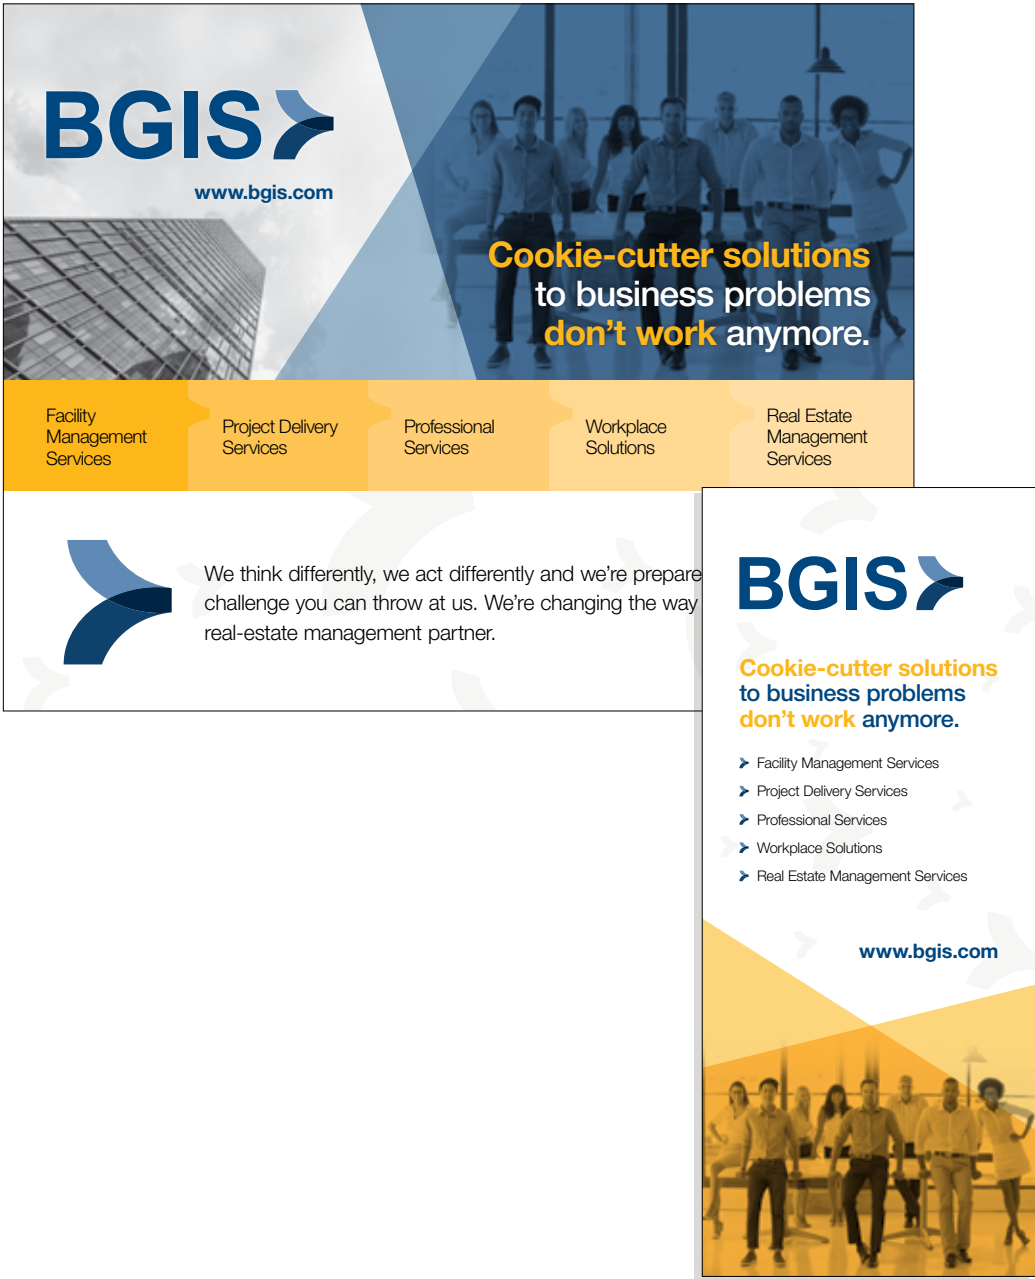 BGIS
www.bgis.com
Cookie-cutter solutions
to business problems
don't work anymore.
Facility
Management
Services
Project Delivery
Services
Professional
Services
Workplace
Solutions
Real Estate
Management
Services
We think differently, we act differently and we're prepare
challenge you can throw at us. We're changing the way
real-estate management partner.
BGIS
Cookie-cutter solutions
to business problems
don't work anymore.
Facility Management Services
Project Delivery Services
Professional Services
Workplace Solutions
Real Estate Management Services
www.bgis.com